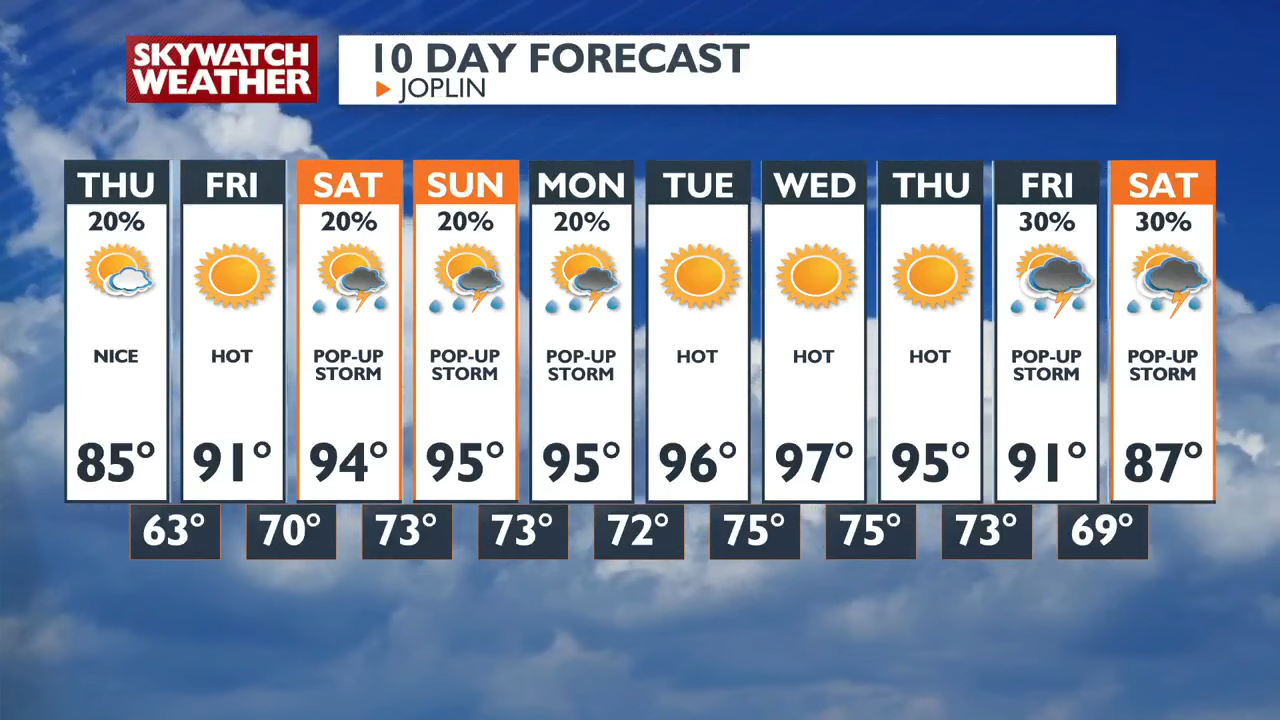 SKYWATCH
WEATHER
10 DAY FORECAST
JOPLIN
THU
20%
NICE
85°
FRI
HOT
91°
SAT
20%
POP-UP
STORM
94°
SUN
20%
POP-UP
STORM
95°
MON
20%
POP-UP
STORM
95°
TUE
HOT
96°
WED
HOT
97°
THU
HOT
95°
FRI
30%
POP-UP
STORM
91°
SAT
30%
POP-UP
STORM
87°
63°
70°
73°
73°
72°
75°
75°
73°
69°